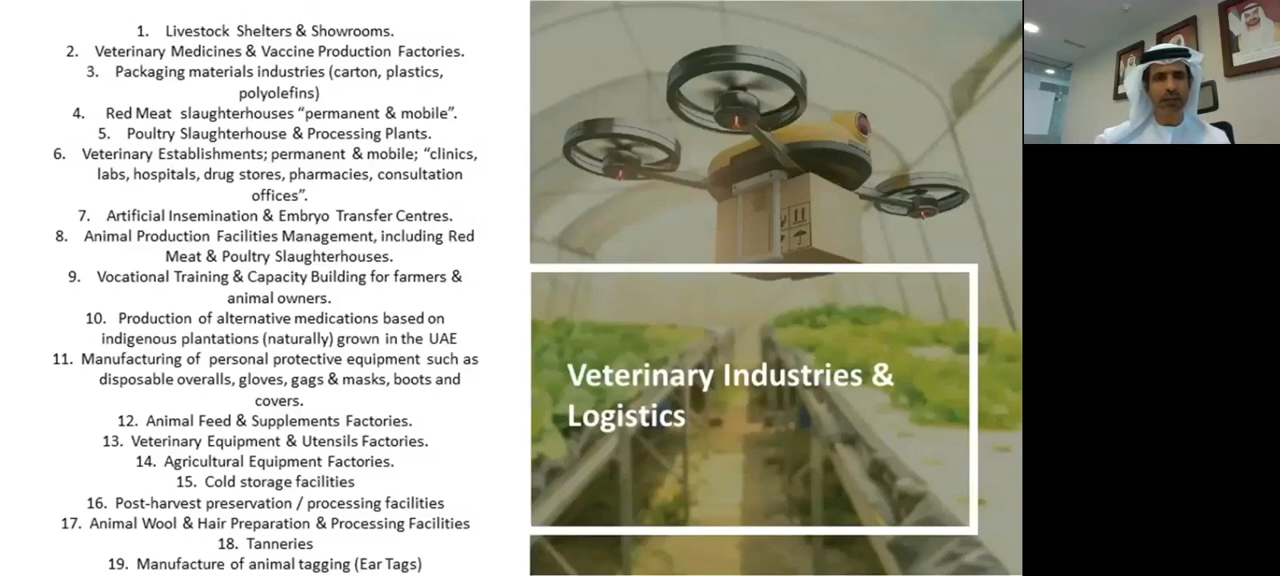 1. Livestock Shelters & Showrooms.
2. Veterinary Medicines & Vaccine Production Factories.
3. Packaging materials industries (carton, plastics,
polyolefins)
4. Red Meat slaughterhouses “permanent & mobile”.
5. Poultry Slaughterhouse & Processing Plants.
6. Veterinary Establishments; permanent & mobile; “clinics,
labs, hospitals, drug stores, pharmacies, consultation
offices”.
7. Artificial Insemination & Embryo Transfer Centres.
8. Animal Production Facilities Management, including Red
Meat & Poultry Slaughterhouses.
9. Vocational Training & Capacity Building for farmers &
animal owners.
10. Production of alternative medications based on
indigenous plantations (naturally) grown in the UAE
11. Manufacturing of personal protective equipment such as
disposable overalls, gloves, gags & masks, boots and
covers.
12. Animal Feed & Supplements Factories.
13. Veterinary Equipment & Utensils Factories.
14. Agricultural Equipment Factories.
15. Cold storage facilities
16. Post-harvest preservation / processing facilities
17. Animal Wool & Hair Preparation & Processing Facilities
18. Tanneries
19. Manufacture of animal tagging (Ear Tags)
Veterinary Industries &
Logistics